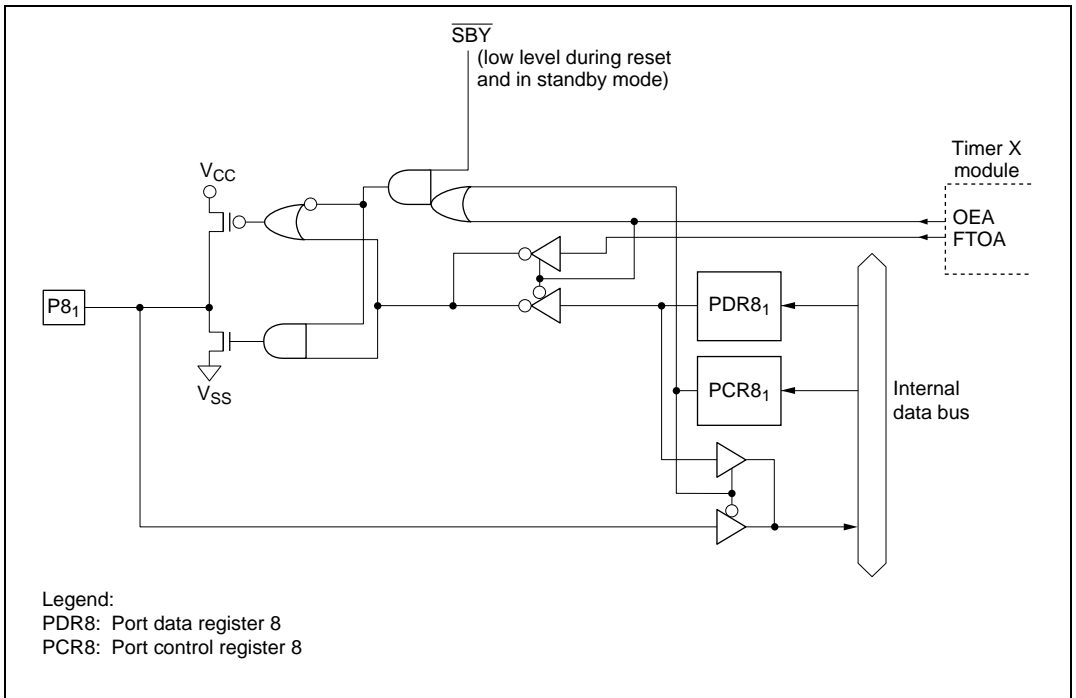 SBY
(low level during reset
and in standby mode)
Timer X
module
VCC
OEA
FTOA
P81
PDR81
VSS
PCR81
Internal
data bus
Legend:
PDR8: Port data register 8
PCR8: Port control register 8